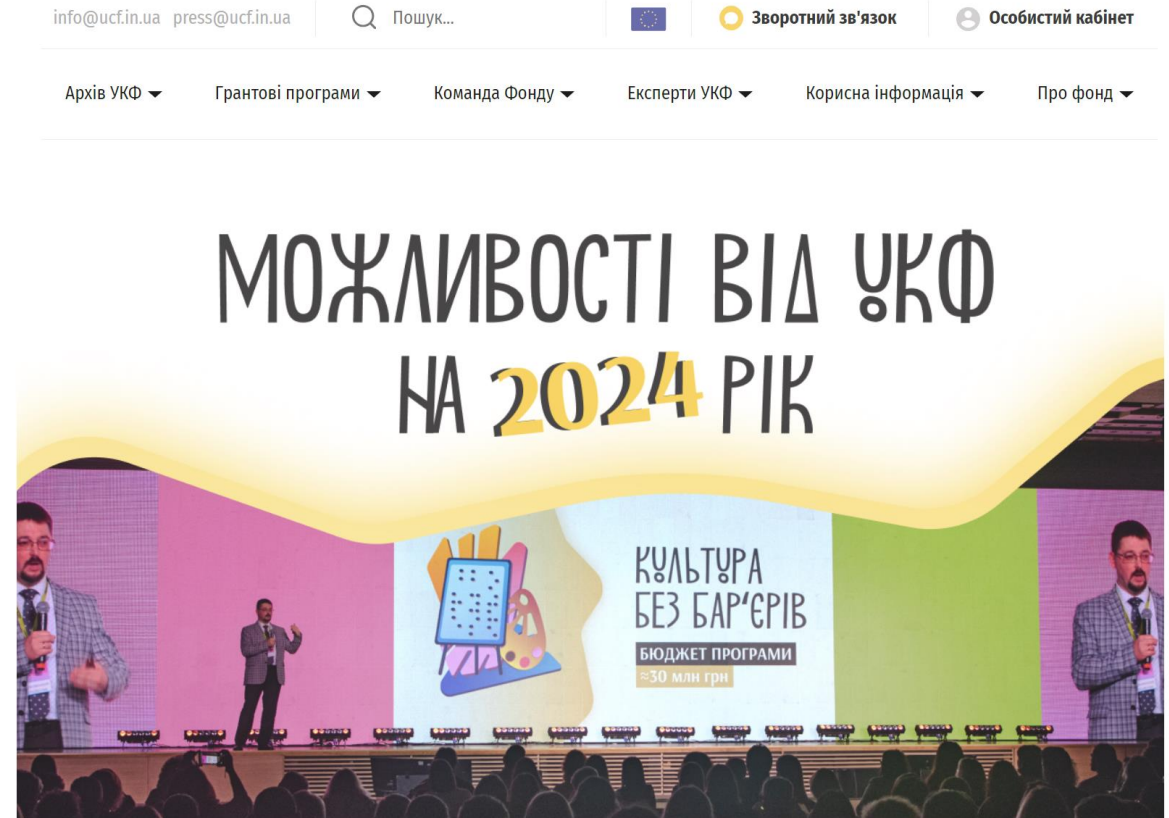 info@ucf.in.ua press@ucf.in.ua Пошук... Зворотний зв'язок Особистий кабінет
Архів УКФ Грантові програми Команда Фонду Експерти УКФ Корисна інформація Про фонд
МОЖЛИВОСТІ ВІД УКФ
НА 2024 РІК
КУЛЬТУРА
БЕЗ БАР'ЄРІВ
БЮДЖЕТ ПРОГРАМИ
≈30 млн грн